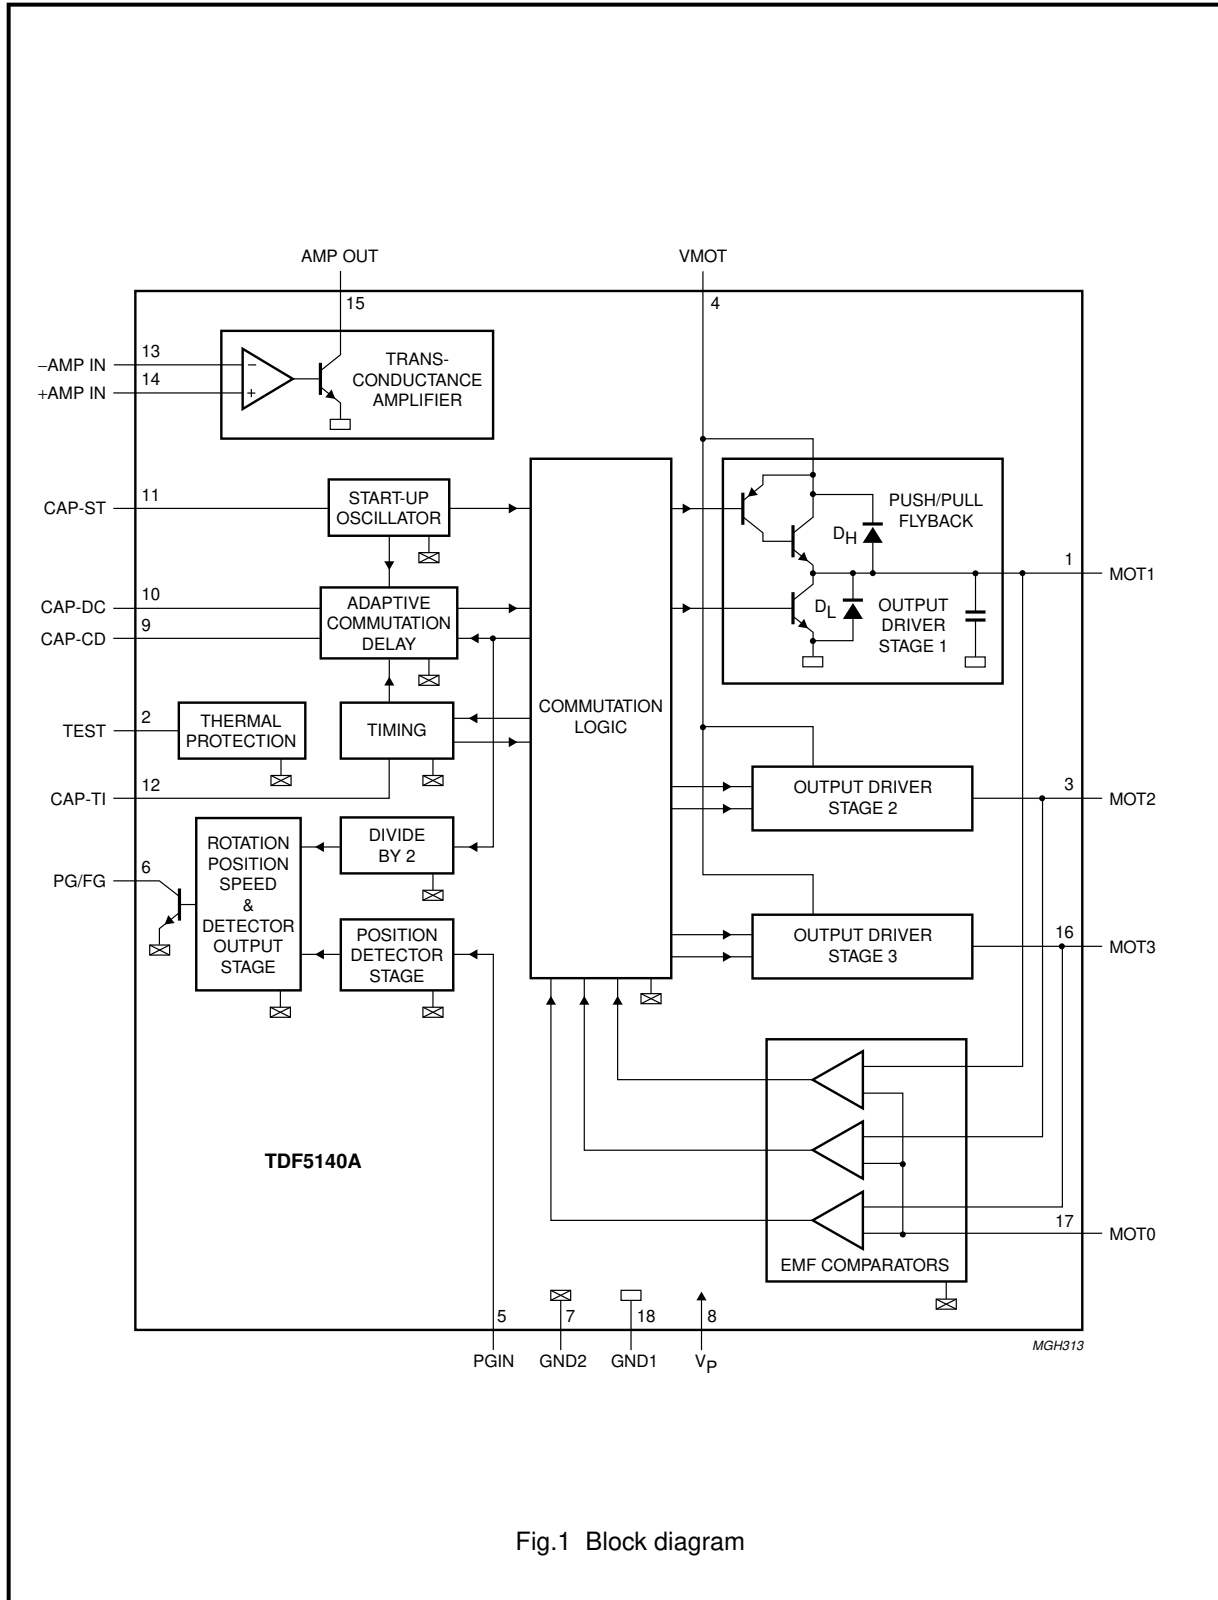 AMP OUT
VMOT
15
4
–AMP IN
13
+AMP IN
14
–
+
TRANS-
CONDUCTANCE
AMPLIFIER
CAP-ST
11
START-UP
OSCILLATOR
PUSH/PULL
FLYBACK
DH
1
MOT1
CAP-DC
10
CAP-CD
9
ADAPTIVE
COMMUTATION
DELAY
DL
OUTPUT
DRIVER
STAGE 1
COMMUTATION
LOGIC
TEST
2
THERMAL
PROTECTION
TIMING
CAP-TI
12
OUTPUT DRIVER
STAGE 2
3
MOT2
PG/FG
6
ROTATION
POSITION
SPEED
&
DETECTOR
OUTPUT
STAGE
DIVIDE
BY 2
POSITION
DETECTOR
STAGE
OUTPUT DRIVER
STAGE 3
16
MOT3
TDF5140A
17
MOT0
EMF COMPARATORS
5
7
18
8
PGIN
GND2
GND1
VP
MGH313
Fig.1 Block diagram